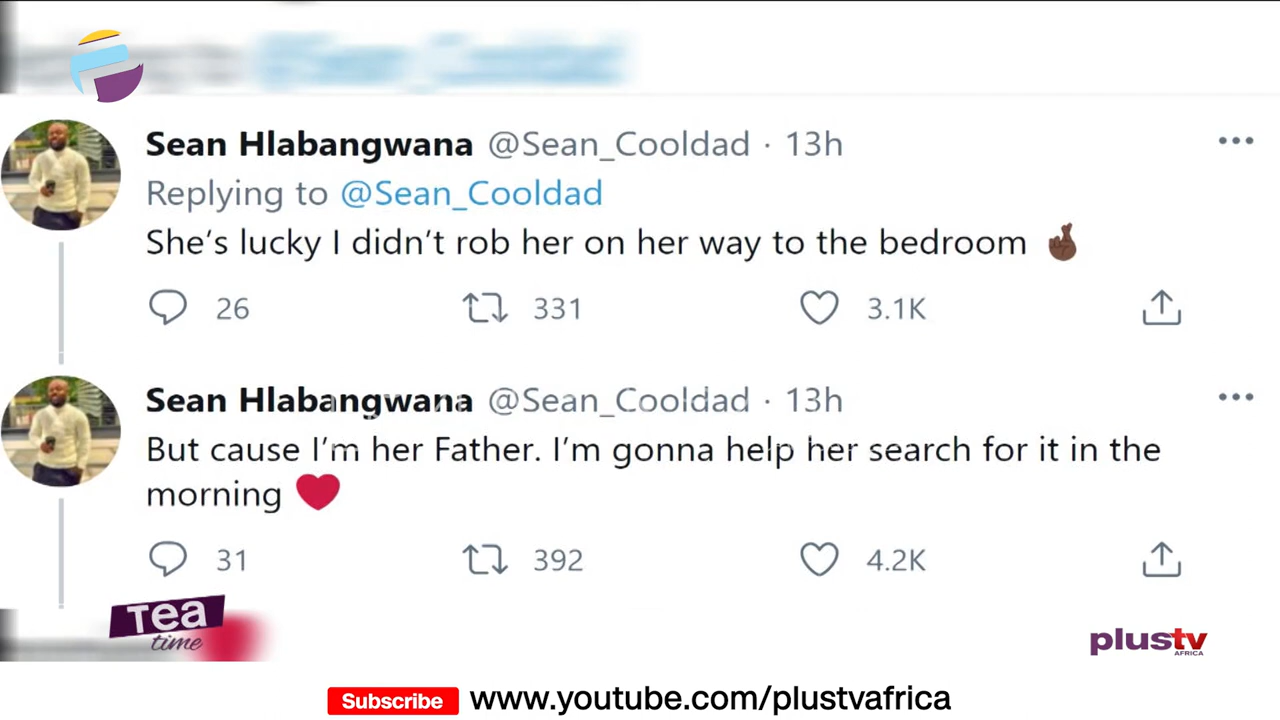 Sean Hlabangwana @Sean_Cooldad · 13h
Replying to @Sean_Cooldad
She's lucky I didn't rob her on her way to the bedroom 🤞🏿
26 331 3.1K
Sean Hlabangwana @Sean_Cooldad · 13h
But cause I'm her Father. I'm gonna help her search for it in the
morning ❤️
31 392 4.2K
Tea
time
plustv
AFRICA
Subscribe www.youtube.com/plustvafrica